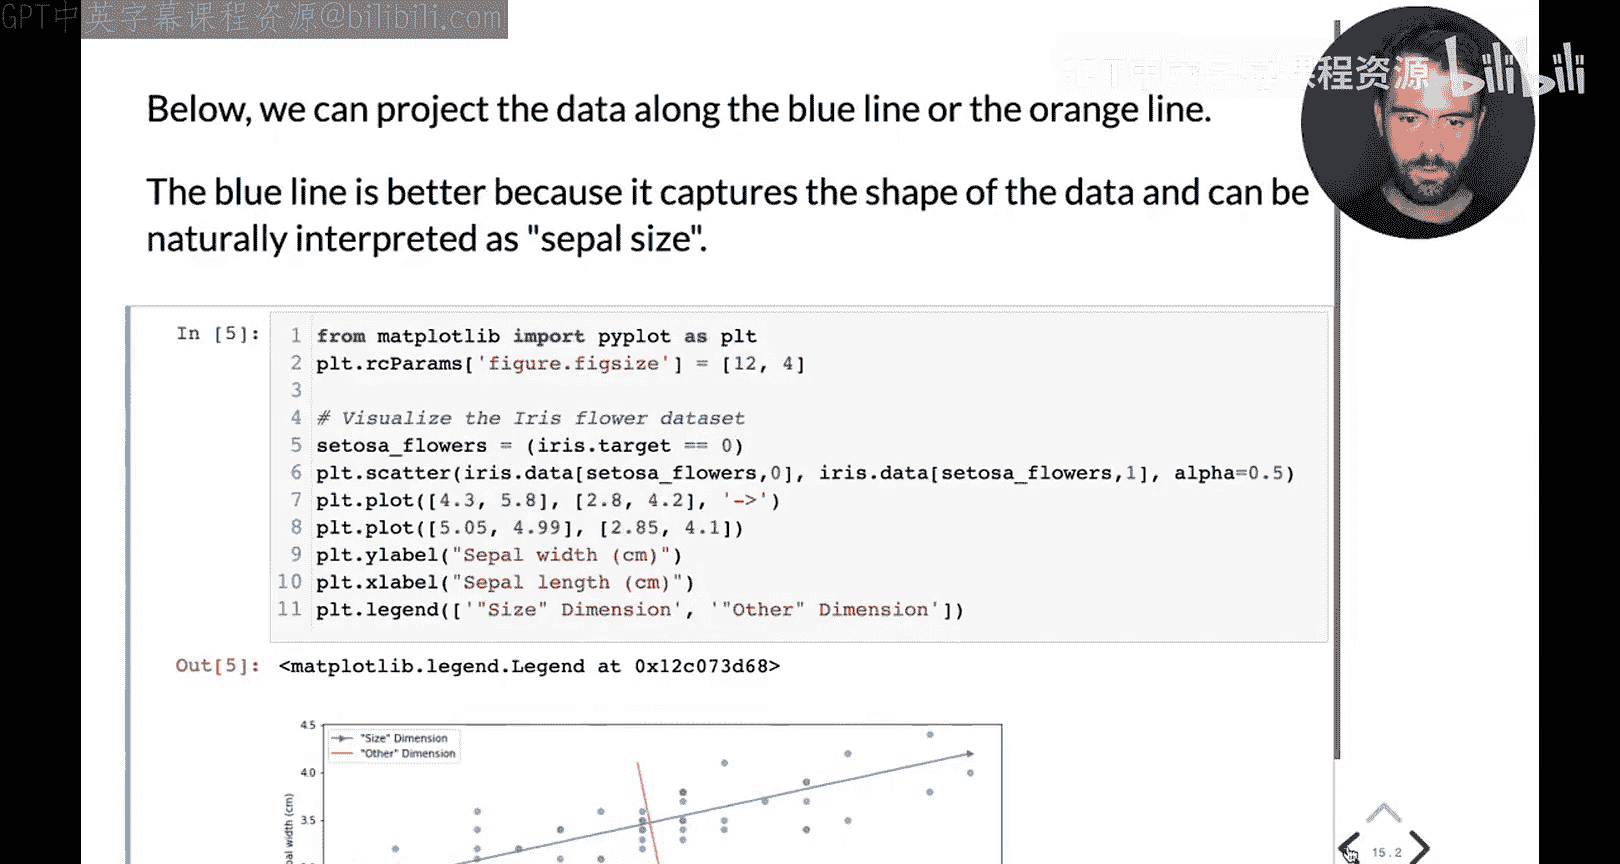 GPT中英字幕课程资源@bilibili.com
课程资源 bilibili
Below, we can project the data along the blue line or the orange line.
The blue line is better because it captures the shape of the data and can be
naturally interpreted as "sepal size".
In [5]:
1 from matplotlib import pyplot as plt
2 plt.rcParams['figure.figsize'] = [12, 4]
3
4 # Visualize the Iris flower dataset
5 setosa_flowers = (iris.target == 0)
6 plt.scatter(iris.data[setosa_flowers,0], iris.data[setosa_flowers,1], alpha=0.5)
7 plt.plot([4.3, 5.8], [2.8, 4.2], '->')
8 plt.plot([5.05, 4.99], [2.85, 4.1])
9 plt.ylabel("Sepal width (cm)")
10 plt.xlabel("Sepal length (cm)")
11 plt.legend(['"Size" Dimension', '"Other" Dimension'])
Out[5]: <matplotlib.legend.Legend at 0x12c073d68>
4.5
"Size" Dimension
"Other" Dimension
4.0
3.5
width (cm)
15.2